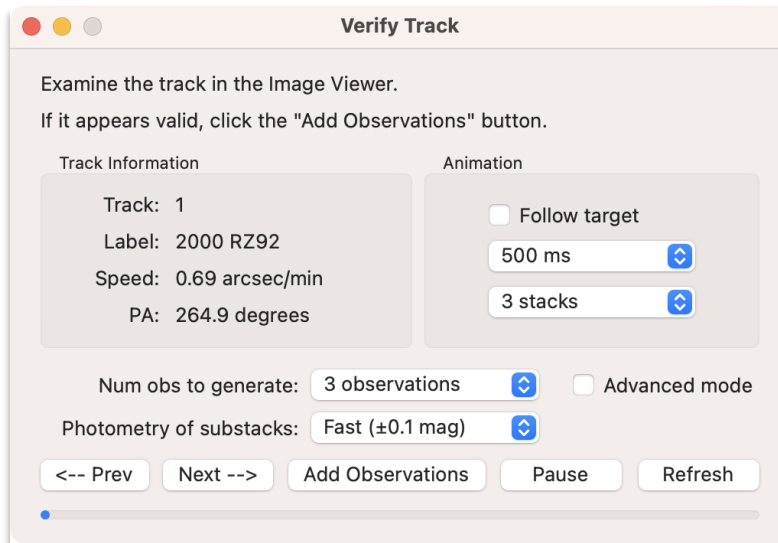 Verify Track
Examine the track in the Image Viewer.
If it appears valid, click the "Add Observations" button.
Track Information
Track: 1
Label: 2000 RZ92
Speed: 0.69 arcsec/min
PA: 264.9 degrees
Animation
Follow target
500 ms
3 stacks
Num obs to generate: 3 observations
Advanced mode
Photometry of substacks: Fast (±0.1 mag)
<-- Prev Next --> Add Observations Pause Refresh